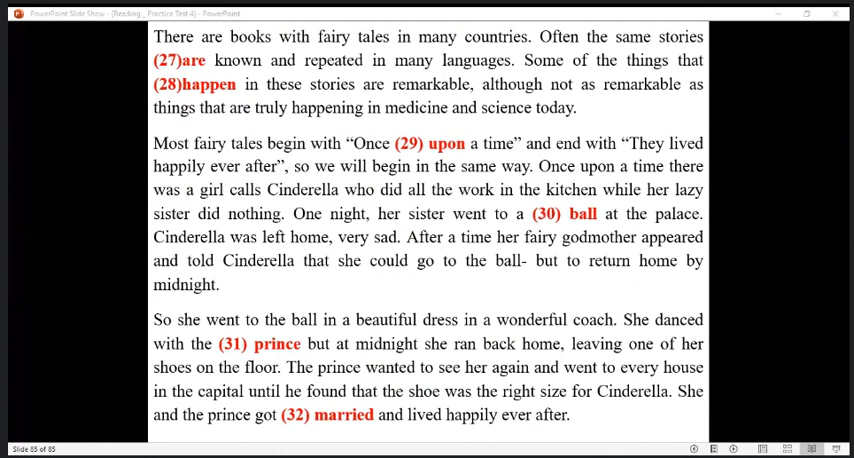 PowerPoint Slide Show - [Reading _ Practice Test 4] - PowerPoint
There are books with fairy tales in many countries. Often the same stories
(27)are known and repeated in many languages. Some of the things that
(28)happen in these stories are remarkable, although not as remarkable as
things that are truly happening in medicine and science today.
Most fairy tales begin with “Once (29) upon a time” and end with “They lived
happily ever after”, so we will begin in the same way. Once upon a time there
was a girl calls Cinderella who did all the work in the kitchen while her lazy
sister did nothing. One night, her sister went to a (30) ball at the palace.
Cinderella was left home, very sad. After a time her fairy godmother appeared
and told Cinderella that she could go to the ball- but to return home by
midnight.
So she went to the ball in a beautiful dress in a wonderful coach. She danced
with the (31) prince but at midnight she ran back home, leaving one of her
shoes on the floor. The prince wanted to see her again and went to every house
in the capital until he found that the shoe was the right size for Cinderella. She
and the prince got (32) married and lived happily ever after.
Slide 85 of 85